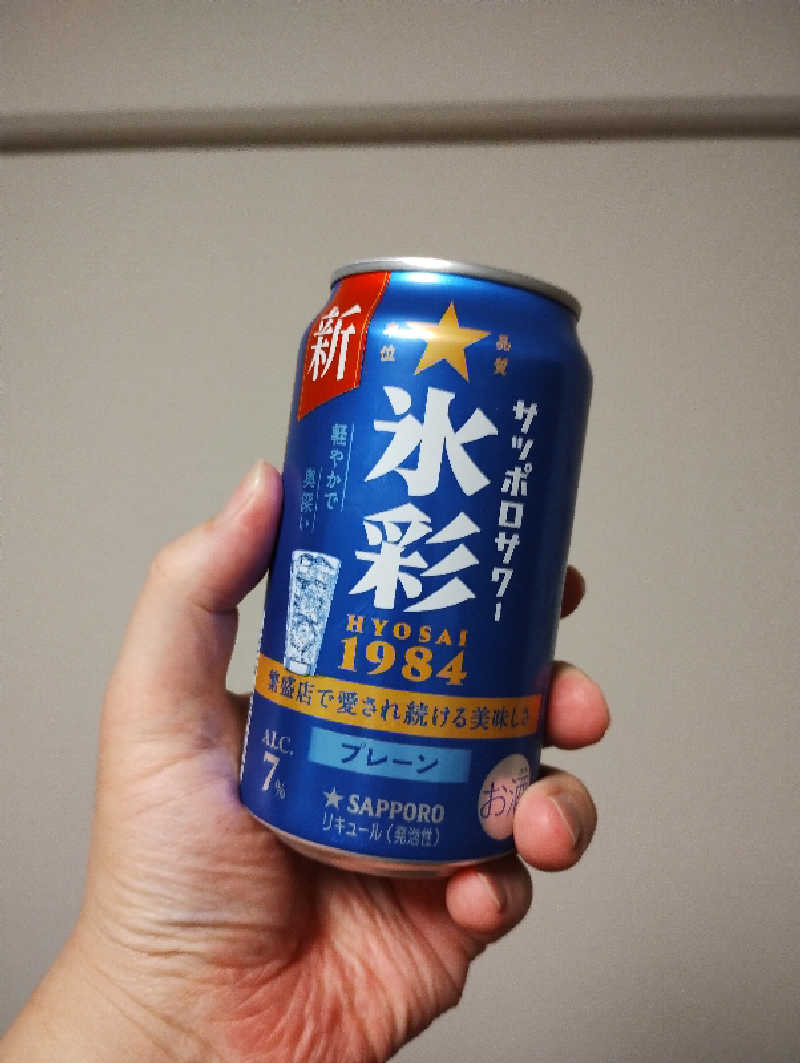 新
品質
サッポロサワー
氷彩
軽やかで
奥深い
HYOSAI
1984
繁盛店で愛され続ける美味しさ
プレーン
ALC.
7%
SAPPORO
お酒
リキュール(発泡性)